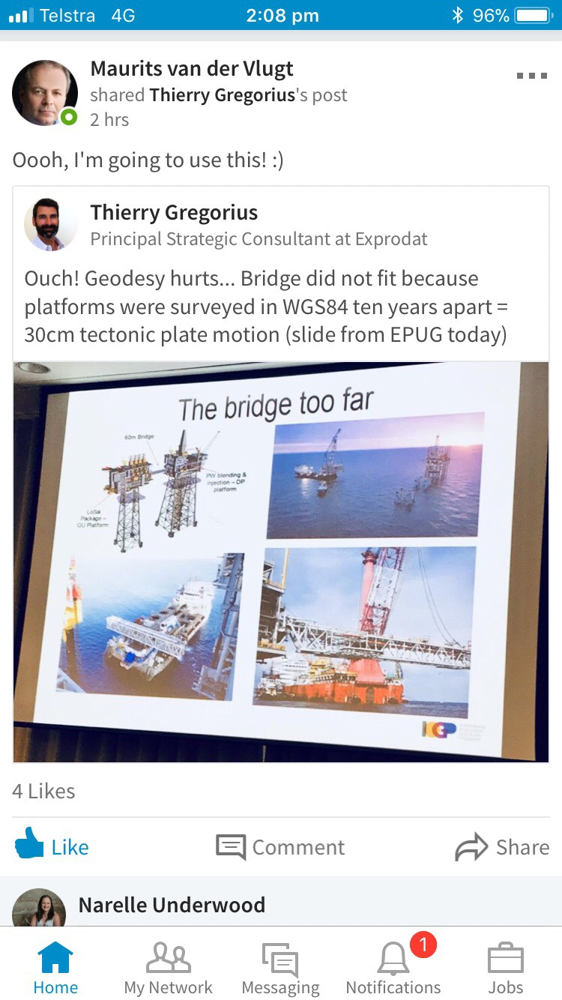 Telstra 4G 2:08 pm 96%
Maurits van der Vlugt
shared Thierry Gregorius's post
2 hrs
Oooh, I'm going to use this! :)
Thierry Gregorius
Principal Strategic Consultant at Exprodat
Ouch! Geodesy hurts... Bridge did not fit because
platforms were surveyed in WGS84 ten years apart =
30cm tectonic plate motion (slide from EPUG today)
The bridge too far
60m Bridge
PW blending &
injection – DP
platform
LoSal
Package –
QU Platform
GP
4 Likes
Like Comment Share
Narelle Underwood
1
Home My Network Messaging Notifications Jobs